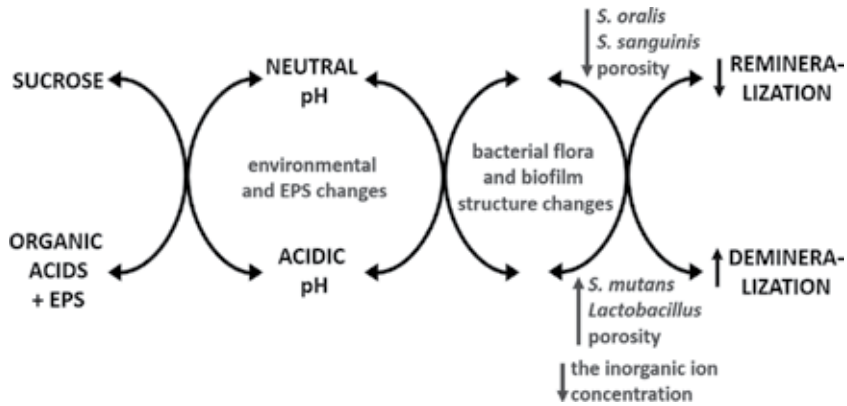 SUCROSE
ORGANIC
ACIDS
+ EPS
NEUTRAL
pH
environmental
and EPS changes
ACIDIC
pH
S. oralis
S. sanguinis
porosity
bacterial flora
and biofilm
structure changes
S. mutans
Lactobacillus
porosity
the inorganic ion
concentration
REMINERA-
LIZATION
DEMINERA-
LIZATION